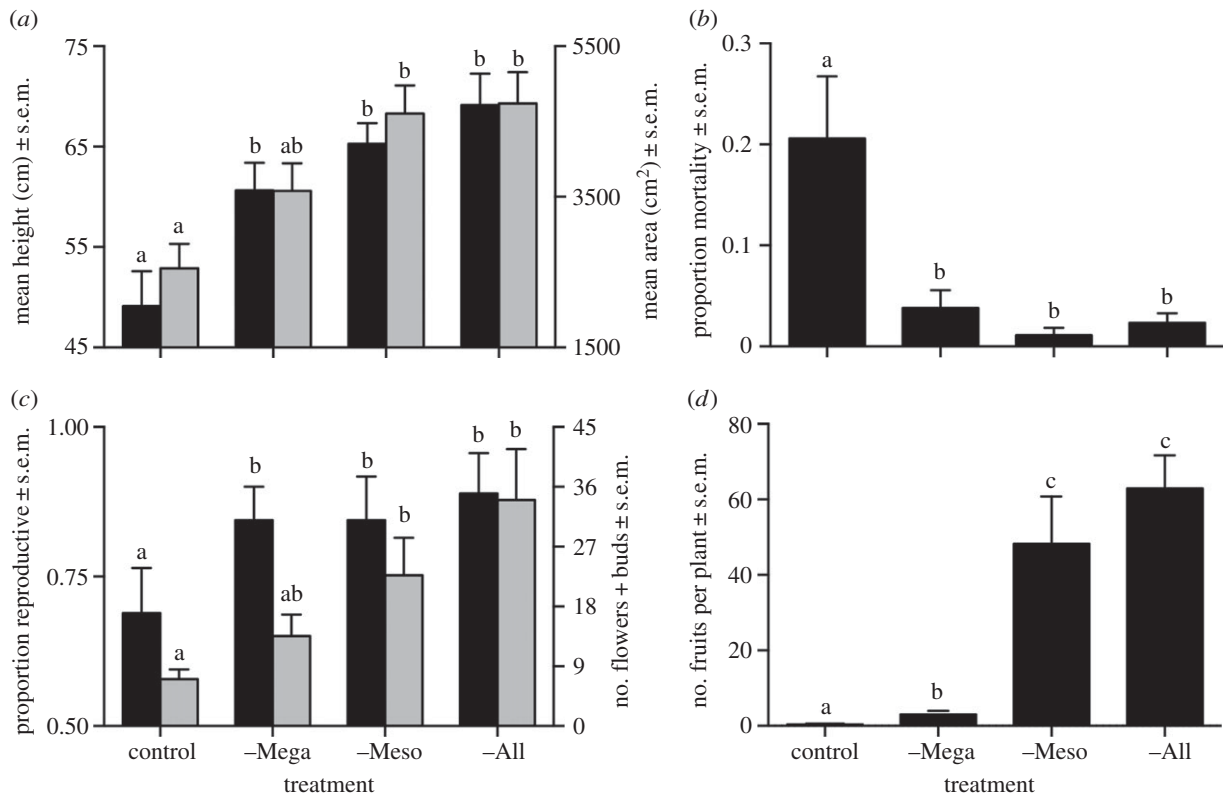 (a)
75
65
55
45
mean height (cm) ± s.e.m.
a
a
b
ab
b
b
b
b
5500
3500
1500
mean area (cm²) ± s.e.m.
(b)
0.3
0.2
0.1
0
proportion mortality ± s.e.m.
a
b
b
b
(c)
1.00
0.75
0.50
proportion reproductive ± s.e.m.
a
a
b
ab
b
b
b
b
45
36
27
18
9
0
no. flowers + buds ± s.e.m.
control
–Mega
–Meso
–All
treatment
(d)
80
60
40
20
0
no. fruits per plant ± s.e.m.
a
b
c
c
control
–Mega
–Meso
–All
treatment